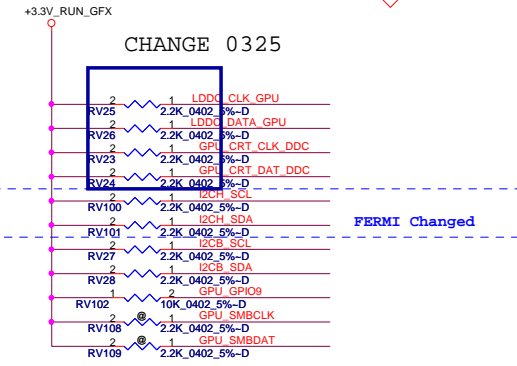 +3.3V_RUN_GFX
CHANGE 0325
2 1 LDDC_CLK_GPU
RV25 2.2K_0402_5%~D
2 1 LDDC_DATA_GPU
RV26 2.2K_0402_5%~D
2 1 GPU_CRT_CLK_DDC
RV23 2.2K_0402_5%~D
2 1 GPU_CRT_DAT_DDC
RV24 2.2K_0402_5%~D
2 1 I2CH_SCL
RV100 2.2K_0402_5%~D
2 1 I2CH_SDA
FERMI Changed
RV101 2.2K_0402_5%~D
2 1 I2CB_SCL
RV27 2.2K_0402_5%~D
2 1 I2CB_SDA
RV28 2.2K_0402_5%~D
1 2 GPU_GPIO9
RV102 10K_0402_5%~D
2 @ 1 GPU_SMBCLK
RV108 2.2K_0402_5%~D
2 @ 1 GPU_SMBDAT
RV109 2.2K_0402_5%~D